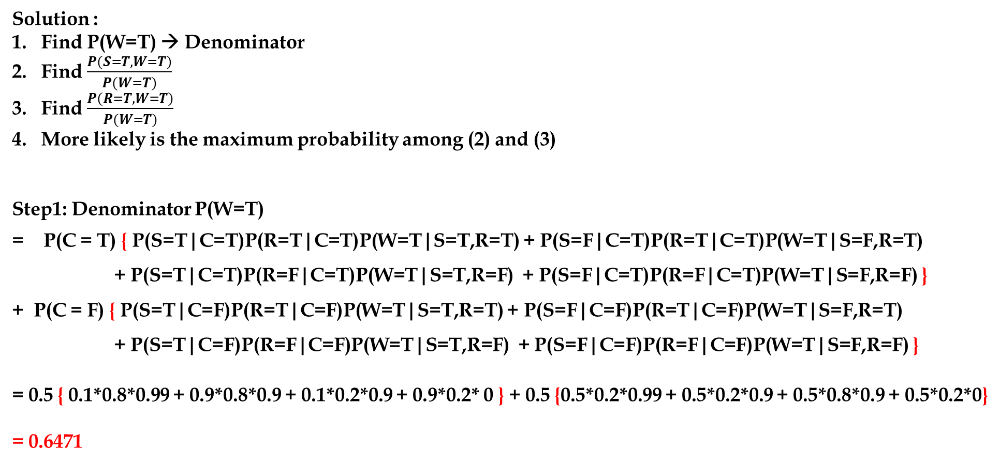 Solution :
1. Find P(W=T) → Denominator
2. Find P(S=T,W=T) / P(W=T)
3. Find P(R=T,W=T) / P(W=T)
4. More likely is the maximum probability among (2) and (3)
Step1: Denominator P(W=T)
= P(C = T) { P(S=T|C=T)P(R=T|C=T)P(W=T|S=T,R=T) + P(S=F|C=T)P(R=T|C=T)P(W=T|S=F,R=T)
+ P(S=T|C=T)P(R=F|C=T)P(W=T|S=T,R=F) + P(S=F|C=T)P(R=F|C=T)P(W=T|S=F,R=F) }
+ P(C = F) { P(S=T|C=F)P(R=T|C=F)P(W=T|S=T,R=T) + P(S=F|C=F)P(R=T|C=F)P(W=T|S=F,R=T)
+ P(S=T|C=F)P(R=F|C=F)P(W=T|S=T,R=F) + P(S=F|C=F)P(R=F|C=F)P(W=T|S=F,R=F) }
= 0.5 { 0.1*0.8*0.99 + 0.9*0.8*0.9 + 0.1*0.2*0.9 + 0.9*0.2* 0 } + 0.5 {0.5*0.2*0.99 + 0.5*0.2*0.9 + 0.5*0.8*0.9 + 0.5*0.2*0}
= 0.6471